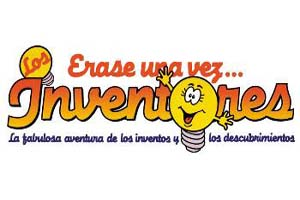 Erase una vez...
Los
Inventores
La fabulosa aventura de los inventos y los descubrimientos